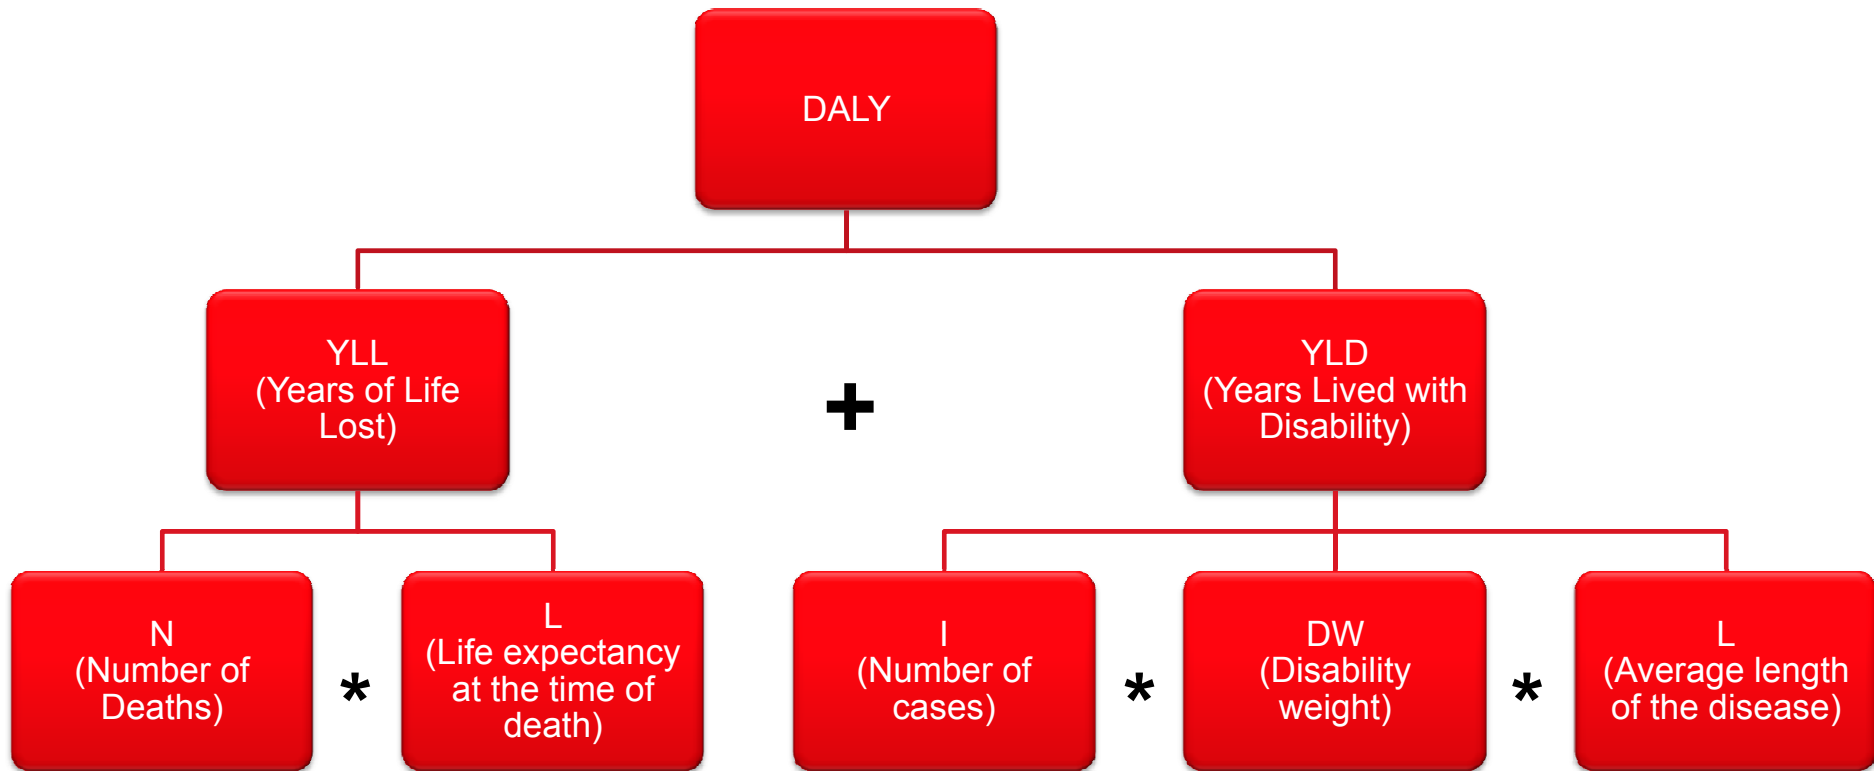 DALY
YLL
(Years of Life
Lost)
+
YLD
(Years Lived with
Disability)
N
(Number of
Deaths)
*
L
(Life expectancy
at the time of
death)
I
(Number of
cases)
*
DW
(Disability
weight)
*
L
(Average length
of the disease)